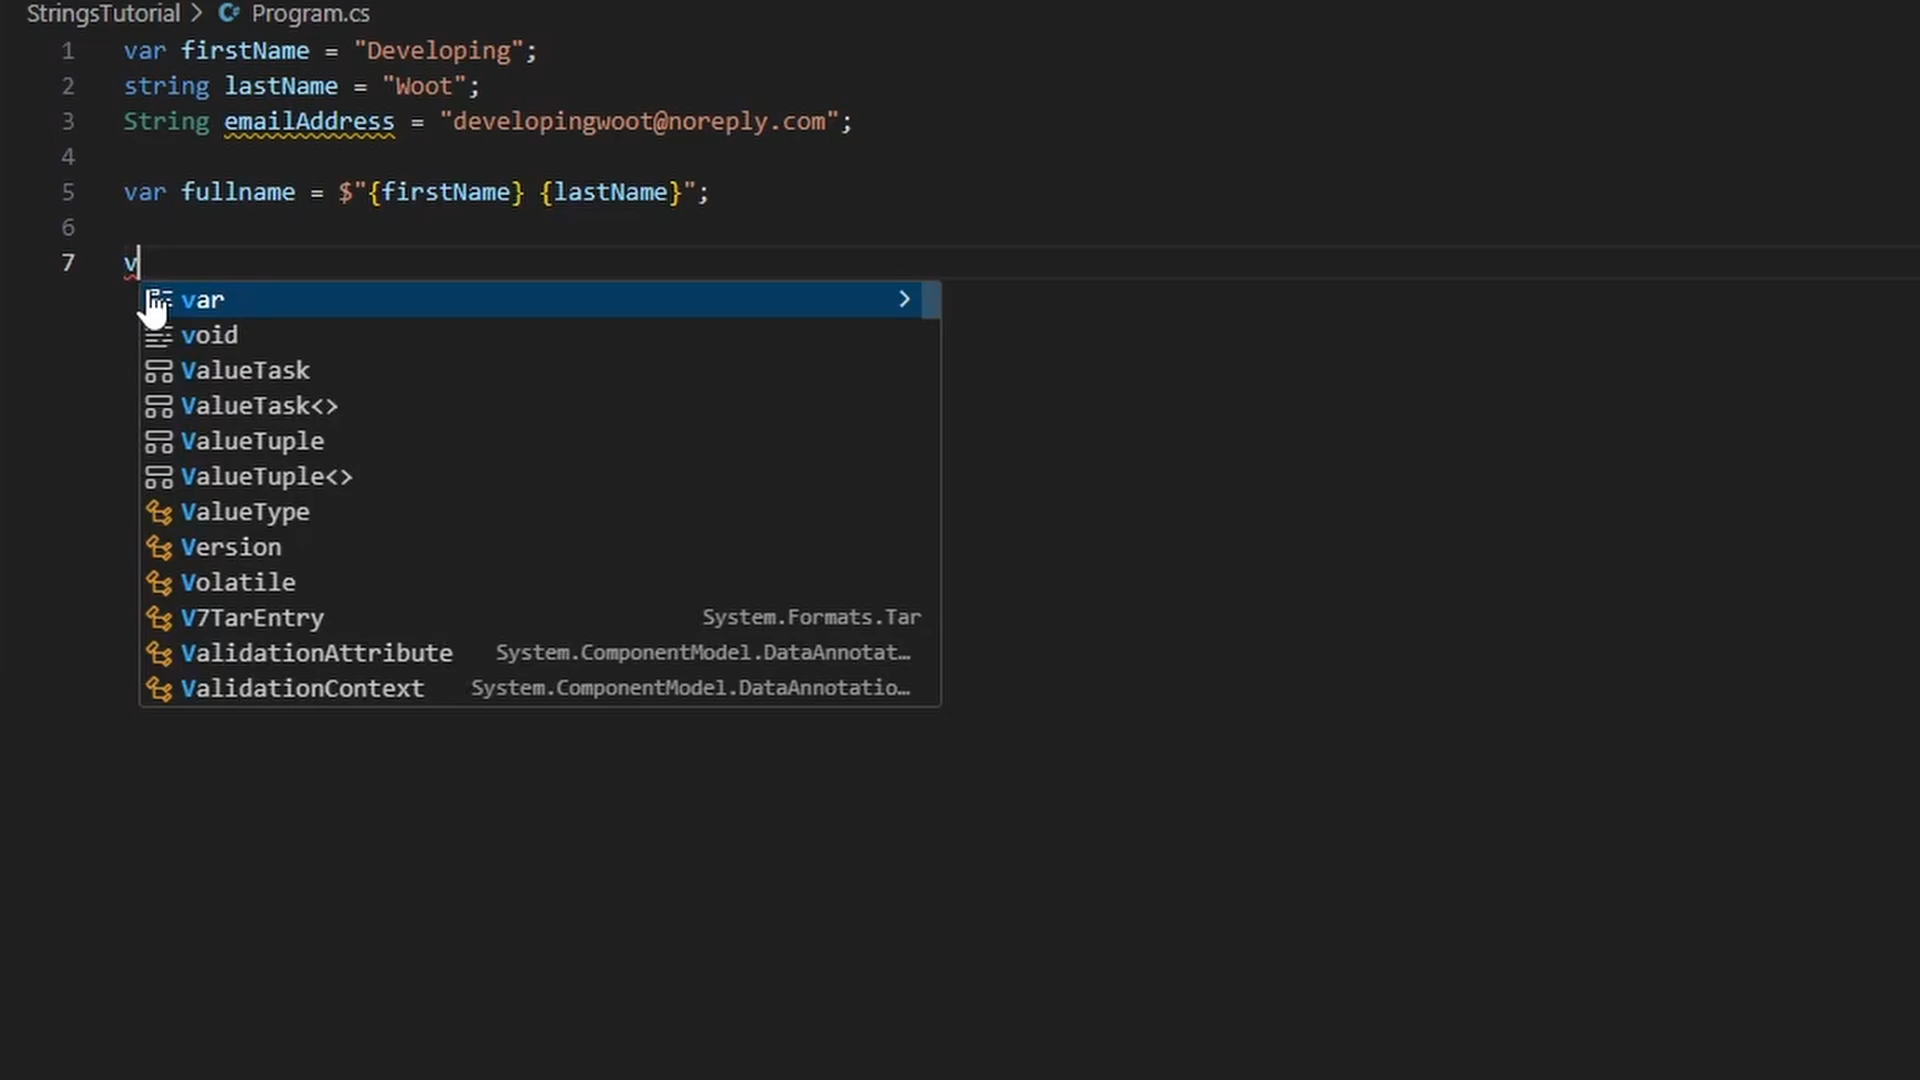 StringsTutorial > C# Program.cs
1 var firstName = "Developing";
2 string lastName = "Woot";
3 String emailAddress = "developingwoot@noreply.com";
4
5 var fullname = $"{firstName} {lastName}";
6
7 v
var
void
ValueTask
ValueTask<>
ValueTuple
ValueTuple<>
ValueType
Version
Volatile
V7TarEntry System.Formats.Tar
ValidationAttribute System.ComponentModel.DataAnnotat…
ValidationContext System.ComponentModel.DataAnnotatio…